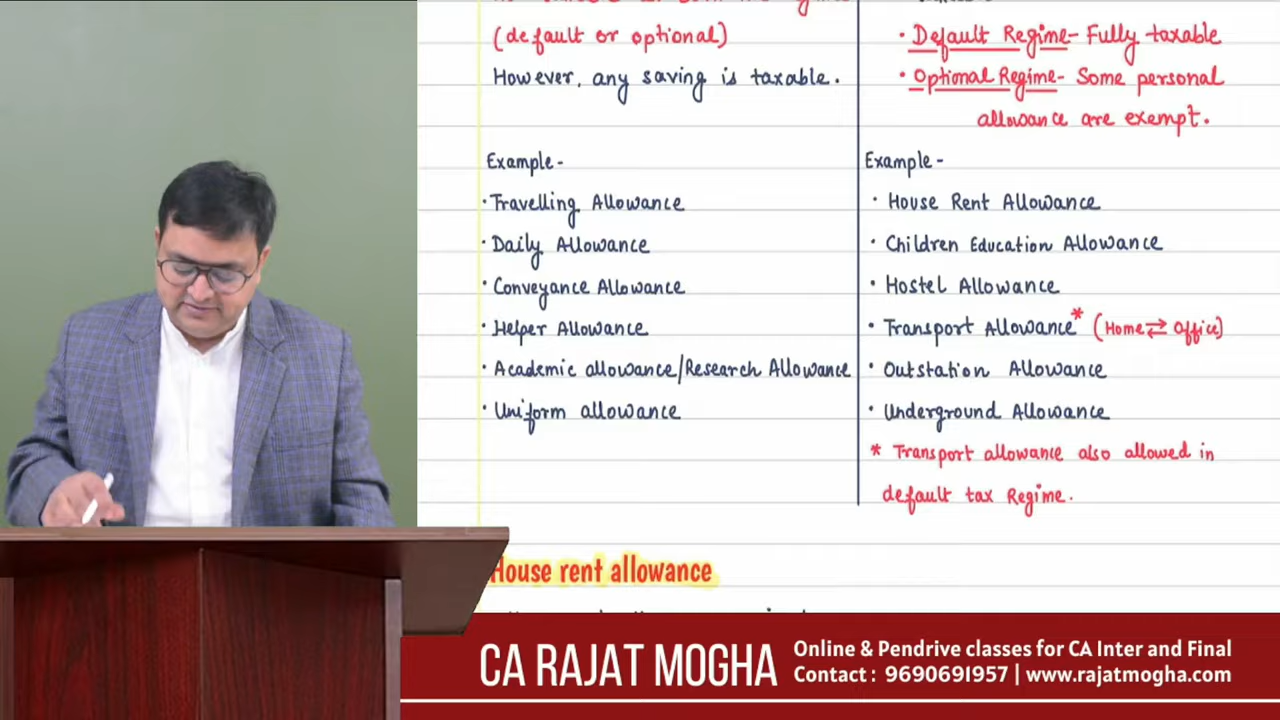 (default or optional)
However, any saving is taxable.
Example-
• Travelling Allowance
• Daily Allowance
• Conveyance Allowance
• Helper Allowance
• Academic allowance/Research Allowance
• Uniform allowance
• Default Regime- Fully taxable
• Optional Regime- Some personal
allowance are exempt.
Example-
• House Rent Allowance
• Children Education Allowance
• Hostel Allowance
• Transport Allowance* (Home⇄Office)
• Outstation Allowance
• Underground Allowance
* Transport allowance also allowed in
default tax Regime.
House rent allowance
CA RAJAT MOGHA
Online & Pendrive classes for CA Inter and Final
Contact : 9690691957 | www.rajatmogha.com